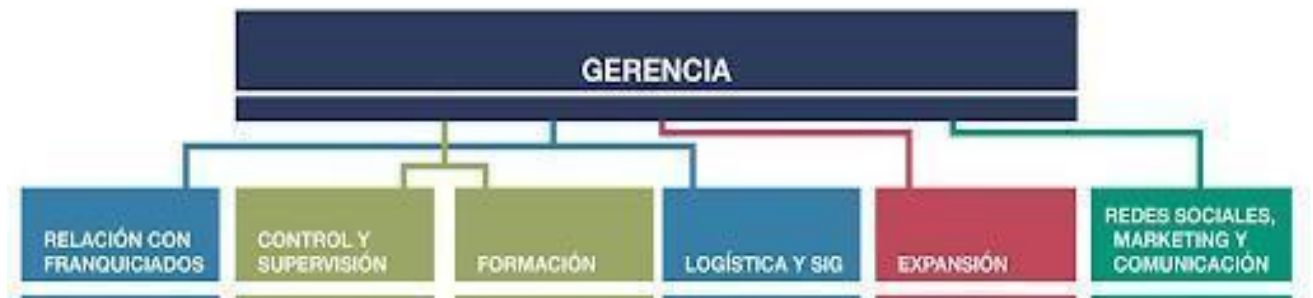 GERENCIA
RELACIÓN CON
FRANQUICIADOS
CONTROL Y
SUPERVISIÓN
FORMACIÓN
LOGÍSTICA Y SIG
EXPANSIÓN
REDES SOCIALES,
MARKETING Y
COMUNICACIÓN